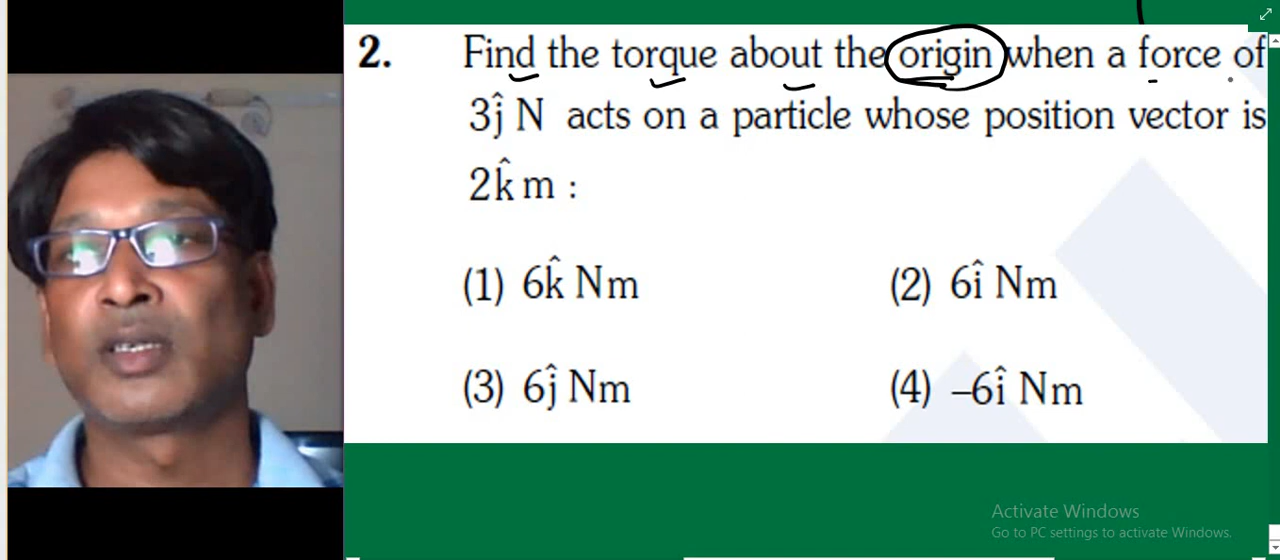 2. Find the torque about the origin when a force of
3ĵ N acts on a particle whose position vector is
2k̂ m :
(1) 6k̂ Nm (2) 6î Nm
(3) 6ĵ Nm (4) –6î Nm
Activate Windows
Go to PC settings to activate Windows.